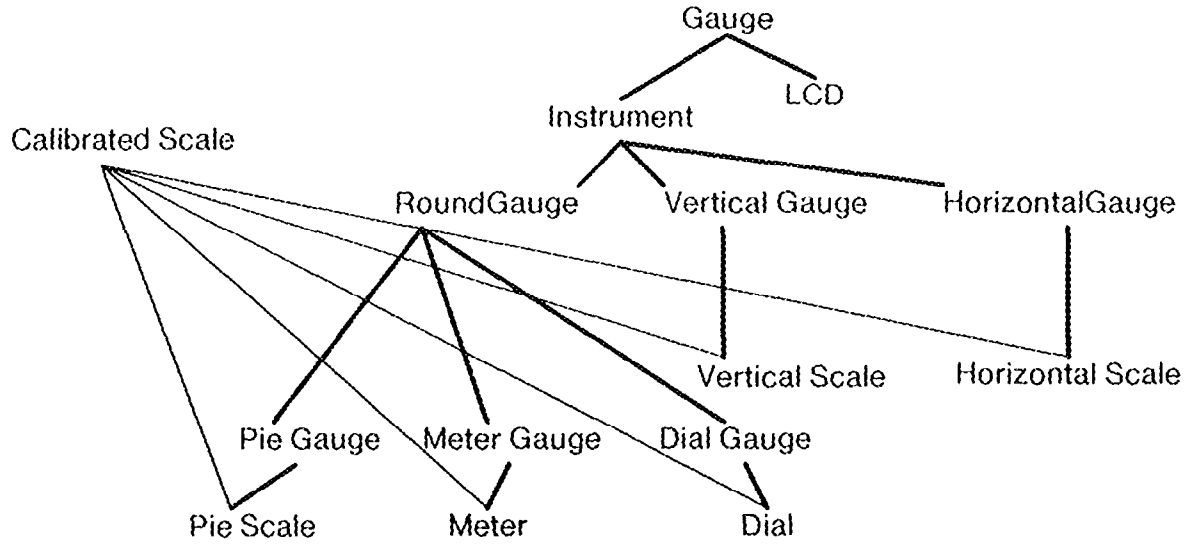 Gauge
LCD
Instrument
Calibrated Scale
RoundGauge
Vertical Gauge
HorizontalGauge
Vertical Scale
Horizontal Scale
Pie Gauge
Meter Gauge
Dial Gauge
Pie Scale
Meter
Dial